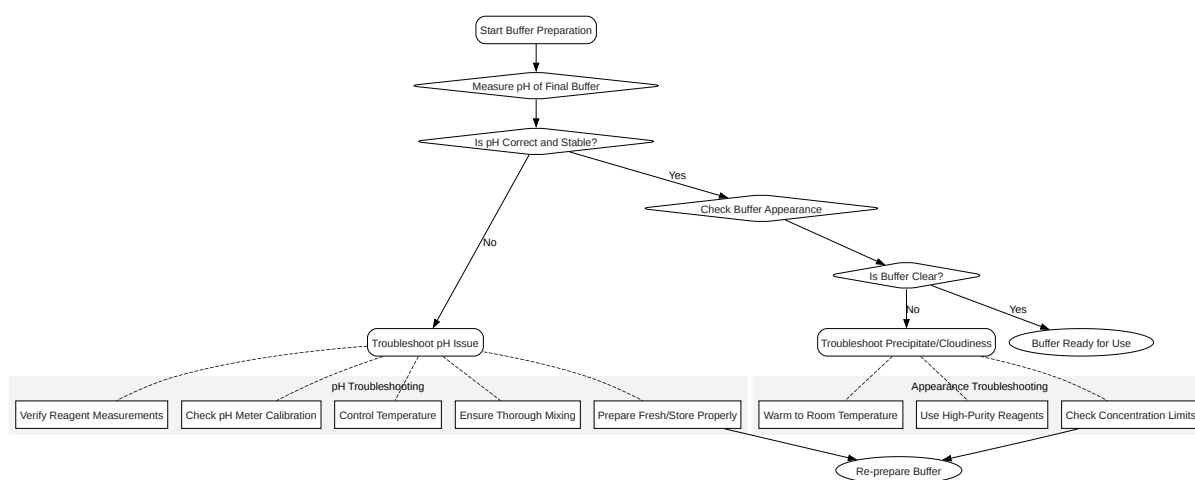 Start Buffer Preparation
Measure pH of Final Buffer
Is pH Correct and Stable?
Yes
Check Buffer Appearance
No
Is Buffer Clear?
No
Yes
Troubleshoot pH Issue
Troubleshoot Precipitate/Cloudiness
Buffer Ready for Use
pH Troubleshooting
Appearance Troubleshooting
Verify Reagent Measurements
Check pH Meter Calibration
Control Temperature
Ensure Thorough Mixing
Prepare Fresh/Store Properly
Warm to Room Temperature
Use High-Purity Reagents
Check Concentration Limits
Re-prepare Buffer